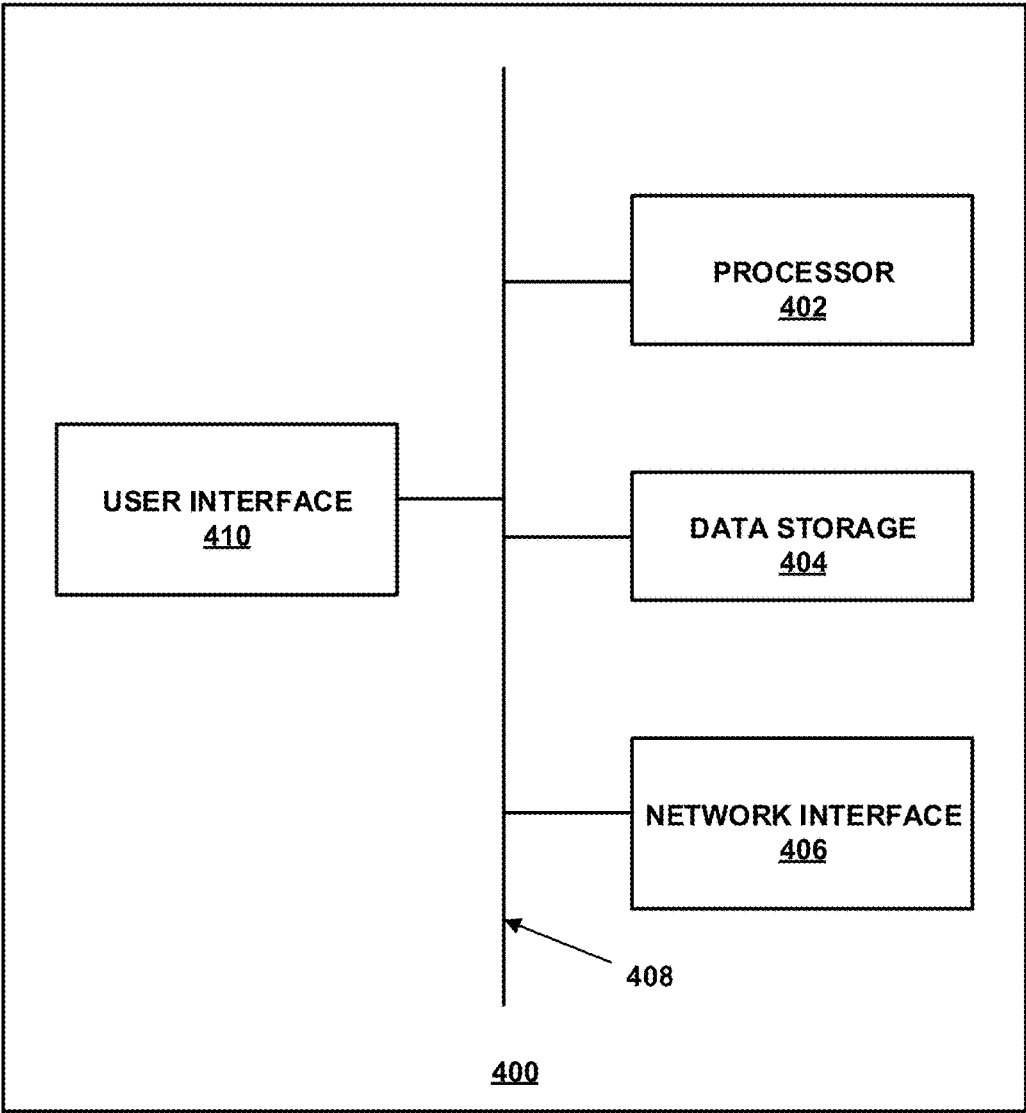 PROCESSOR
402
USER INTERFACE
410
DATA STORAGE
404
NETWORK INTERFACE
406
408
400